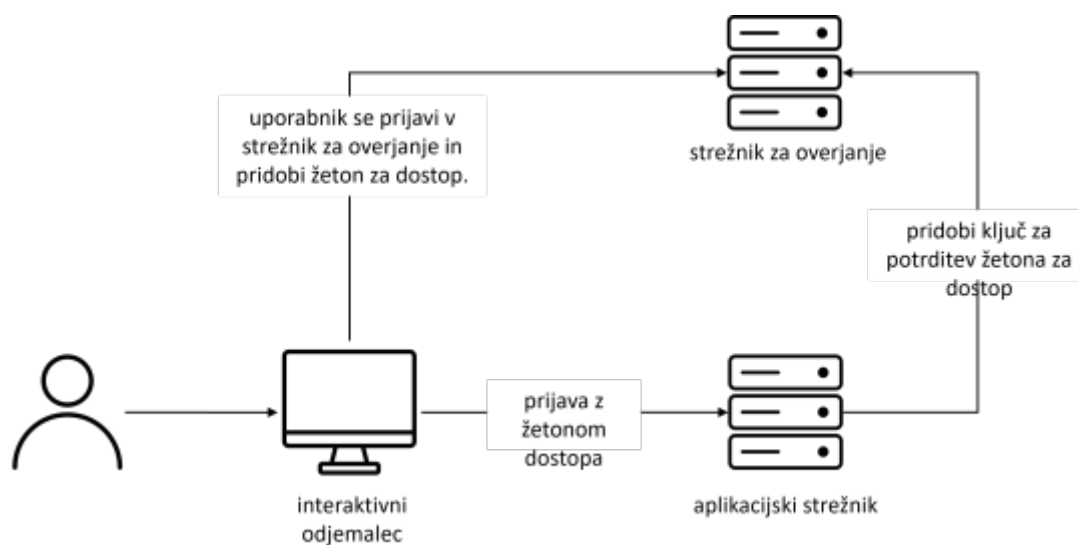 uporabnik se prijavi v
strežnik za overjanje in
pridobi žeton za dostop.
strežnik za overjanje
pridobi ključ za
potrditev žetona za
dostop
prijava z
žetonom
dostopa
interaktivni
odjemalec
aplikacijski strežnik